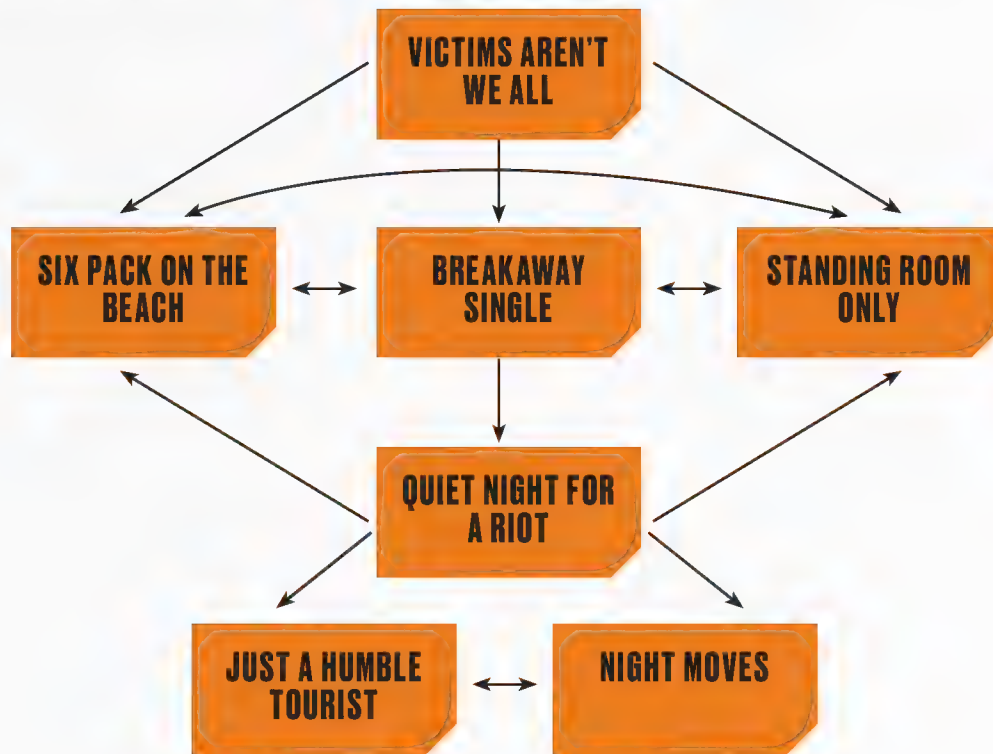 VICTIMS AREN'T
WE ALL
SIX PACK ON THE
BEACH
BREAKAWAY
SINGLE
STANDING ROOM
ONLY
QUIET NIGHT FOR
A RIOT
JUST A HUMBLE
TOURIST
NIGHT MOVES